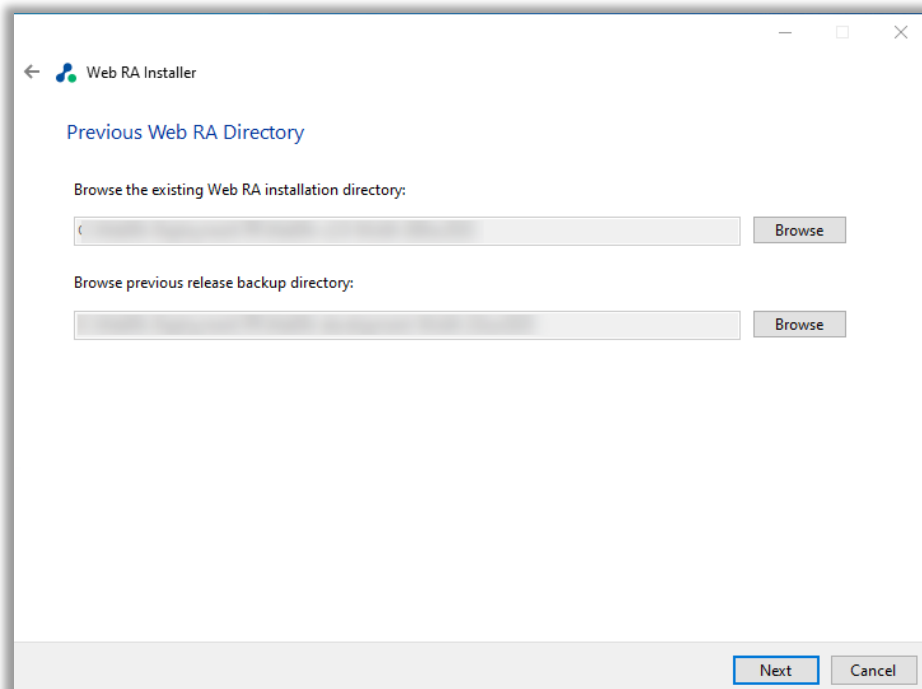 Web RA Installer
Previous Web RA Directory
Browse the existing Web RA installation directory:
Browse
Browse previous release backup directory:
Browse
Next Cancel